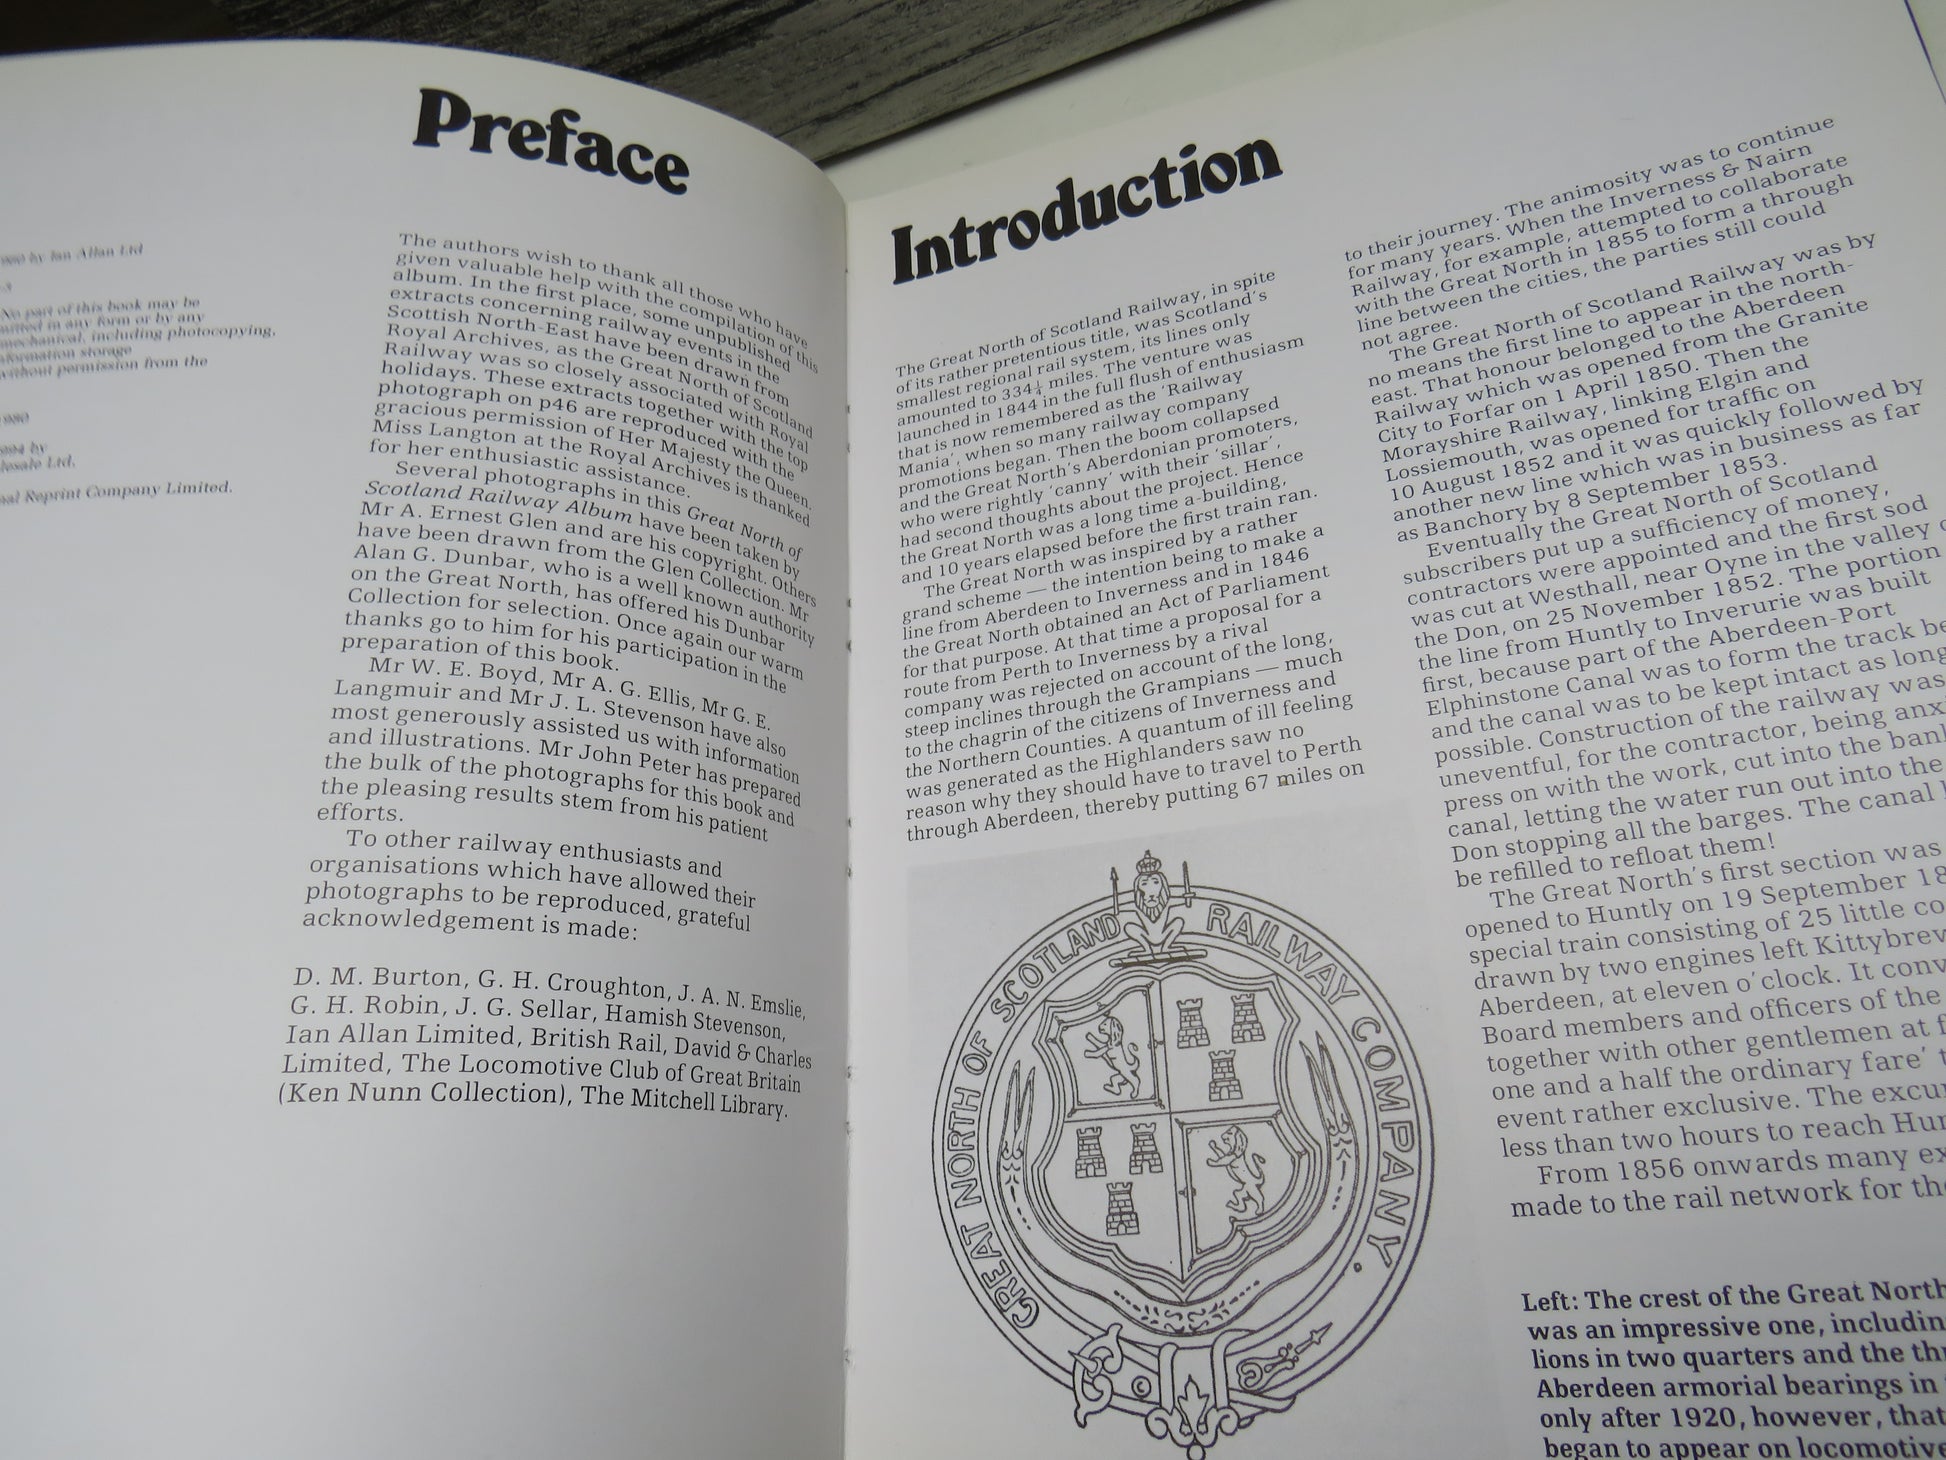 by Ian Allan Ltd
No part of this book may be
in any form or by any
mechanical, including photocopying,
storage
without permission from the
1980
by
Ltd.
Reprint Company Limited.
Preface
The authors wish to thank all those who have
given valuable help with the compilation of this
album. In the first place, some unpublished
extracts concerning railway events in the
Scottish North-East have been drawn from
Royal Archives, as the Great North of Scotland
Railway was so closely associated with Royal
holidays. These extracts together with the top
photograph on p46 are reproduced with the
gracious permission of Her Majesty the Queen.
Miss Langton at the Royal Archives is thanked
for her enthusiastic assistance.
Several photographs in this Great North of
Scotland Railway Album have been taken by
Mr A. Ernest Glen and are his copyright. Others
have been drawn from the Glen Collection. Mr
Alan G. Dunbar, who is a well known authority
on the Great North, has offered his Dunbar
Collection for selection. Once again our warm
thanks go to him for his participation in the
preparation of this book.
Mr W. E. Boyd, Mr A. G. Ellis, Mr G. E.
Langmuir and Mr J. L. Stevenson have also
most generously assisted us with information
and illustrations. Mr John Peter has prepared
the bulk of the photographs for this book and
the pleasing results stem from his patient
efforts.
To other railway enthusiasts and
organisations which have allowed their
photographs to be reproduced, grateful
acknowledgement is made:
D. M. Burton, G. H. Croughton, J. A. N. Emslie,
G. H. Robin, J. G. Sellar, Hamish Stevenson,
Ian Allan Limited, British Rail, David & Charles
Limited, The Locomotive Club of Great Britain
(Ken Nunn Collection), The Mitchell Library.
Introduction
The Great North of Scotland Railway, in spite
of its rather pretentious title, was Scotland's
smallest regional rail system, its lines only
amounted to 334¼ miles. The venture was
launched in 1844 in the full flush of enthusiasm
that is now remembered as the 'Railway
Mania', when so many railway company
promotions began. Then the boom collapsed
and the Great North's Aberdonian promoters,
who were rightly 'canny' with their 'sillar',
had second thoughts about the project. Hence
the Great North was a long time a-building,
and 10 years elapsed before the first train ran.
The Great North was inspired by a rather
grand scheme — the intention being to make a
line from Aberdeen to Inverness and in 1846
the Great North obtained an Act of Parliament
for that purpose. At that time a proposal for a
route from Perth to Inverness by a rival
company was rejected on account of the long,
steep inclines through the Grampians — much
to the chagrin of the citizens of Inverness and
the Northern Counties. A quantum of ill feeling
was generated as the Highlanders saw no
reason why they should have to travel to Perth
through Aberdeen, thereby putting 67 miles on
GREAT NORTH OF SCOTLAND RAILWAY COMPANY.
©
to their journey. The animosity was to continue
for many years. When the Inverness & Nairn
Railway, for example, attempted to collaborate
with the Great North in 1855 to form a through
line between the cities, the parties still could
not agree.
The Great North of Scotland Railway was by
no means the first line to appear in the north-
east. That honour belonged to the Aberdeen
Railway which was opened from the Granite
City to Forfar on 1 April 1850. Then the
Morayshire Railway, linking Elgin and
Lossiemouth, was opened for traffic on
10 August 1852 and it was quickly followed by
another new line which was in business as far
as Banchory by 8 September 1853.
Eventually the Great North of Scotland
subscribers put up a sufficiency of money,
contractors were appointed and the first sod
was cut at Westhall, near Oyne in the valley
the Don, on 25 November 1852. The portion
the line from Huntly to Inverurie was built
first, because part of the Aberdeen-Port
Elphinstone Canal was to form the track
and the canal was to be kept intact as long
possible. Construction of the railway was
uneventful, for the contractor, being
press on with the work, cut into the
canal, letting the water run out into the
Don stopping all the barges. The canal
be refilled to refloat them!
The Great North's first section was
opened to Huntly on 19 September
special train consisting of 25 little
drawn by two engines left
Aberdeen, at eleven o'clock. It
Board members and officers of the
together with other gentlemen at
one and a half the ordinary fare'
event rather exclusive. The
less than two hours to reach
From 1856 onwards many
made to the rail network for
Left: The crest of the Great North
was an impressive one,
lions in two quarters and the
Aberdeen armorial bearings in
only after 1920, however, that
began to appear on